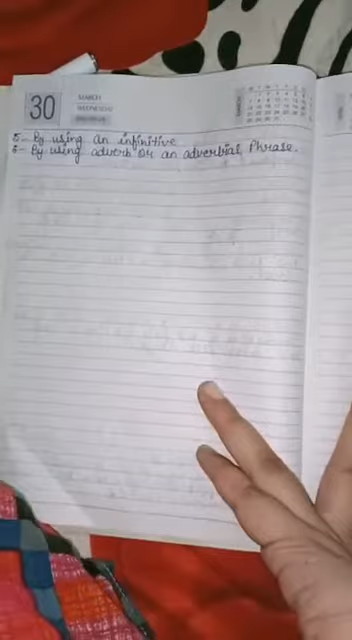 30
MARCH
WEDNESDAY
5- By using an infinitive
6- By using adverb or an adverbial Phrase.